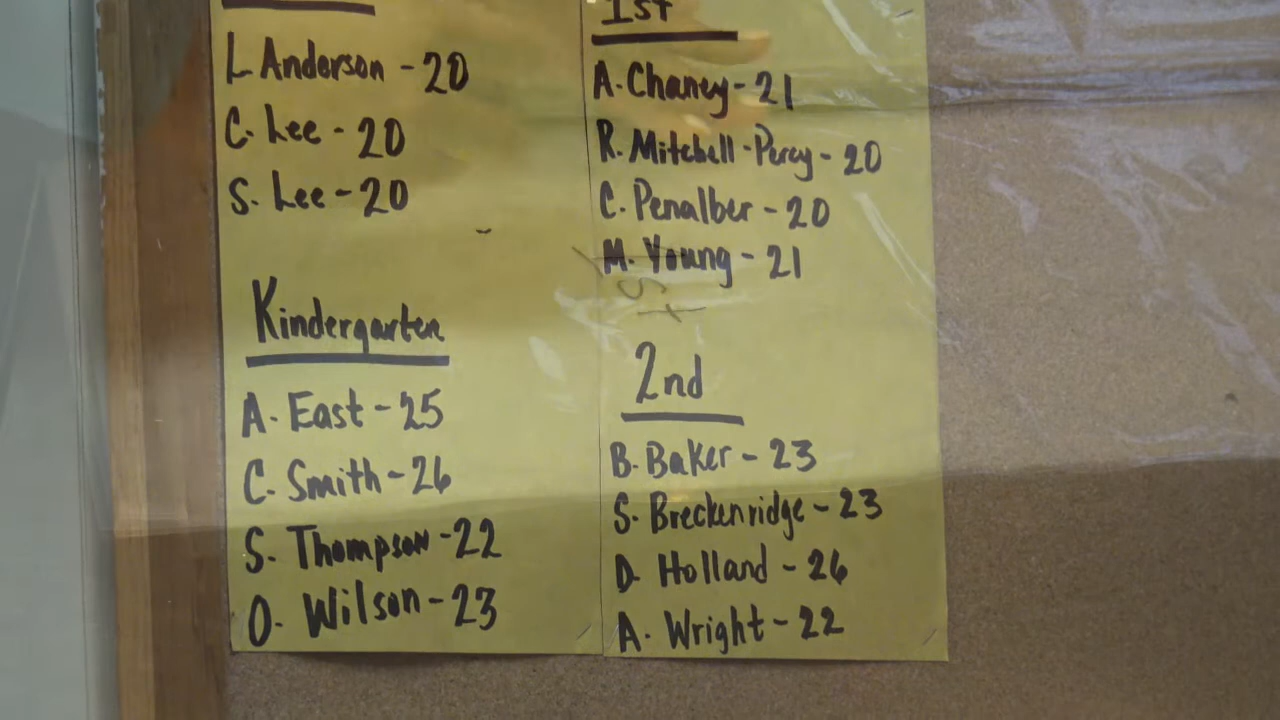 L Anderson - 20
C. Lee - 20
S. Lee - 20
Kindergarten
A. East - 25
C. Smith - 26
S. Thompson - 22
O. Wilson - 23
1st
A. Chaney - 21
R. Mitchell-Percy - 20
C. Penalber - 20
M. Young - 21
1st
2nd
B. Baker - 23
S. Breckenridge - 23
D. Holland - 26
A. Wright - 22